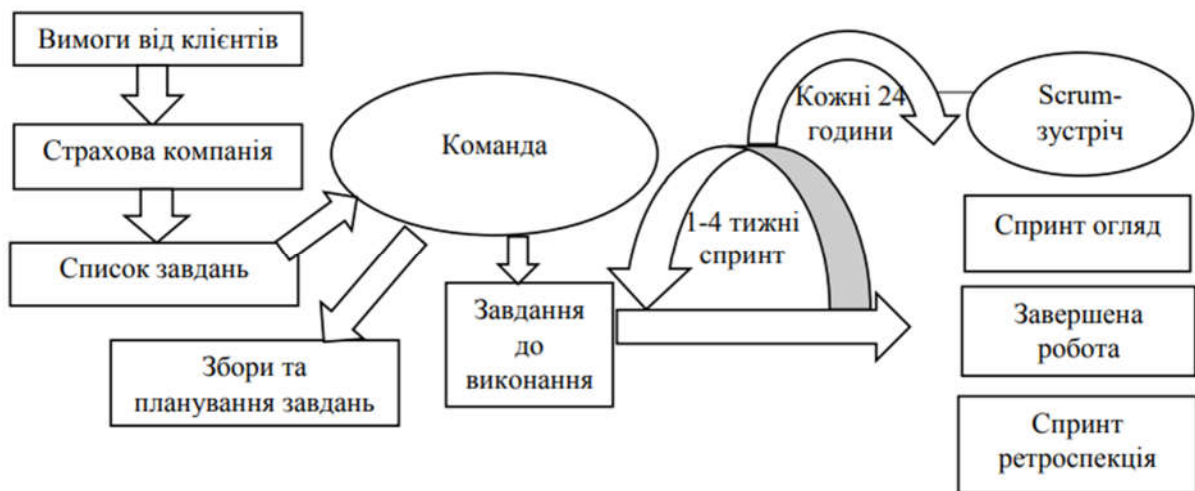 Вимоги від клієнтів
Страхова компанія
Список завдань
Команда
Збори та
планування завдань
Завдання
до
виконання
Кожні 24
години
1-4 тижні
спринт
Scrum-
зустріч
Спринт огляд
Завершена
робота
Спринт
ретроспекція